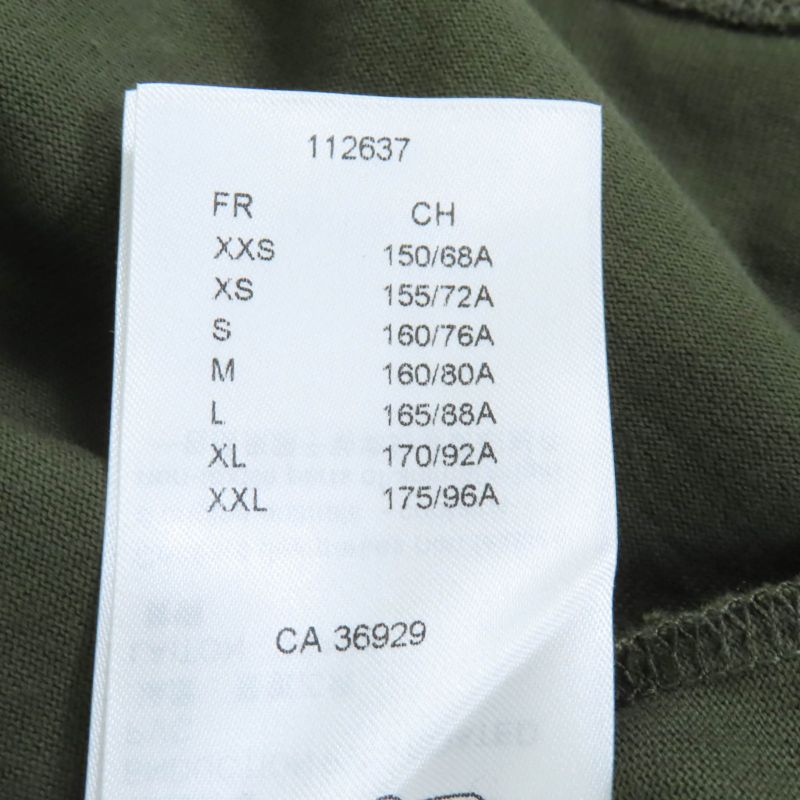 112637
FR CH
XXS 150/68A
XS 155/72A
S 160/76A
M 160/80A
L 165/88A
XL 170/92A
XXL 175/96A
CA 36929